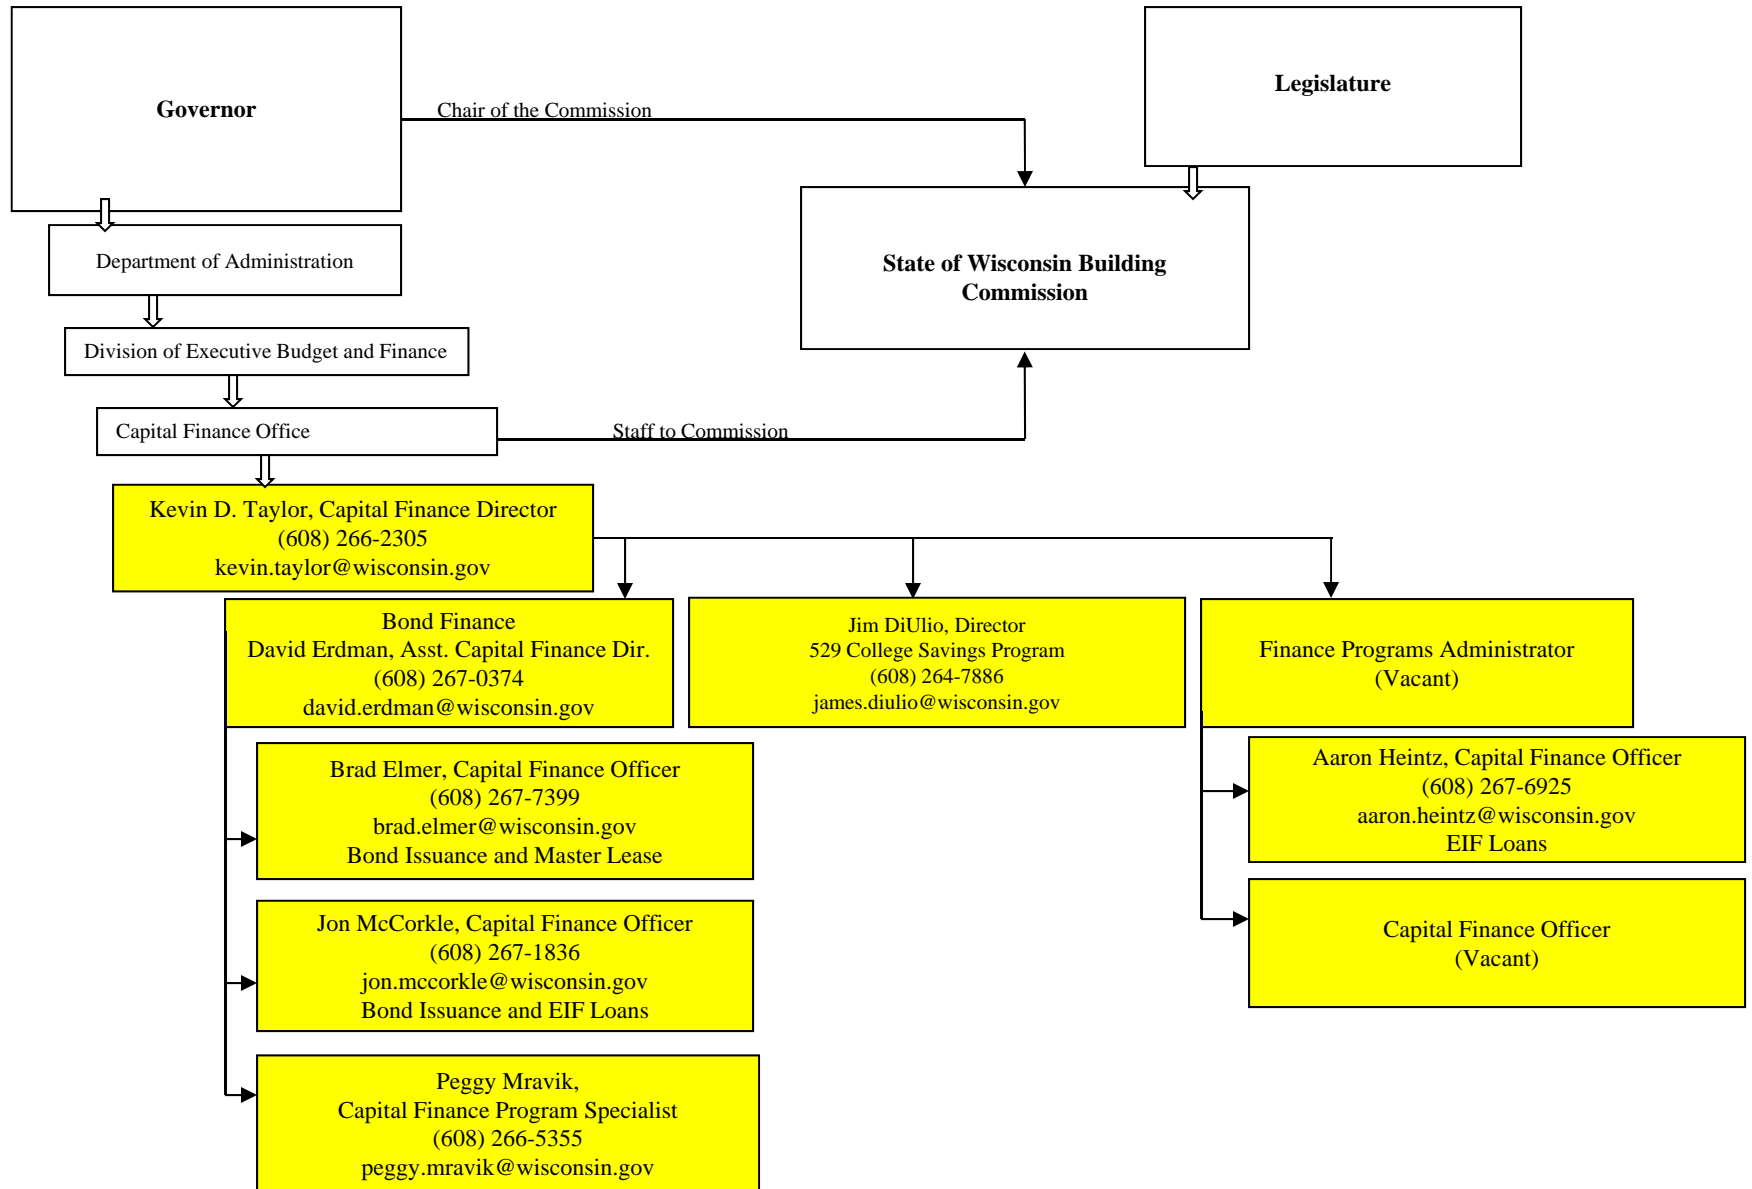 Governor
Chair of the Commission
Legislature
Department of Administration
State of Wisconsin Building
Commission
Division of Executive Budget and Finance
Capital Finance Office
Staff to Commission
Kevin D. Taylor, Capital Finance Director
(608) 266-2305
kevin.taylor@wisconsin.gov
Bond Finance
David Erdman, Asst. Capital Finance Dir.
(608) 267-0374
david.erdman@wisconsin.gov
Jim DiUlio, Director
529 College Savings Program
(608) 264-7886
james.diulio@wisconsin.gov
Finance Programs Administrator
(Vacant)
Brad Elmer, Capital Finance Officer
(608) 267-7399
brad.elmer@wisconsin.gov
Bond Issuance and Master Lease
Aaron Heintz, Capital Finance Officer
(608) 267-6925
aaron.heintz@wisconsin.gov
EIF Loans
Jon McCorkle, Capital Finance Officer
(608) 267-1836
jon.mccorkle@wisconsin.gov
Bond Issuance and EIF Loans
Capital Finance Officer
(Vacant)
Peggy Mravik,
Capital Finance Program Specialist
(608) 266-5355
peggy.mravik@wisconsin.gov